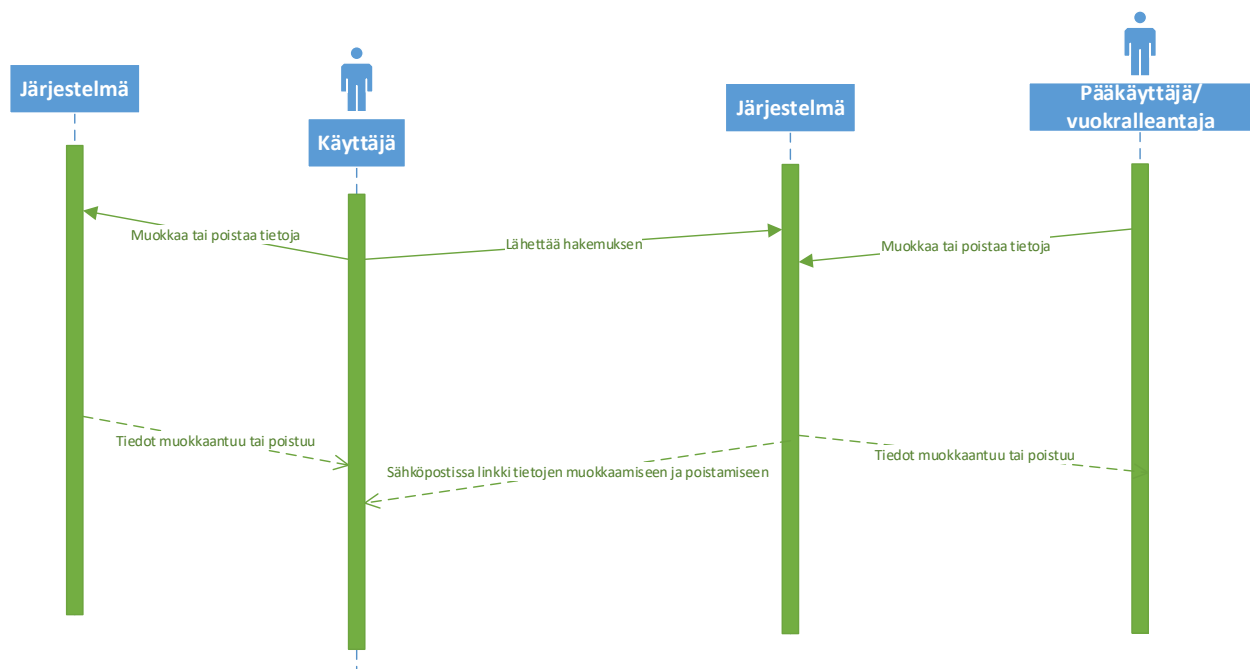 Järjestelmä
Käyttäjä
Järjestelmä
Pääkäyttäjä/
vuokralleantaja
Muokkaa tai poistaa tietoja
Lähettää hakemuksen
Muokkaa tai poistaa tietoja
Tiedot muokkaantuu tai poistuu
Sähköpostissa linkki tietojen muokkaamiseen ja poistamiseen
Tiedot muokkaantuu tai poistuu